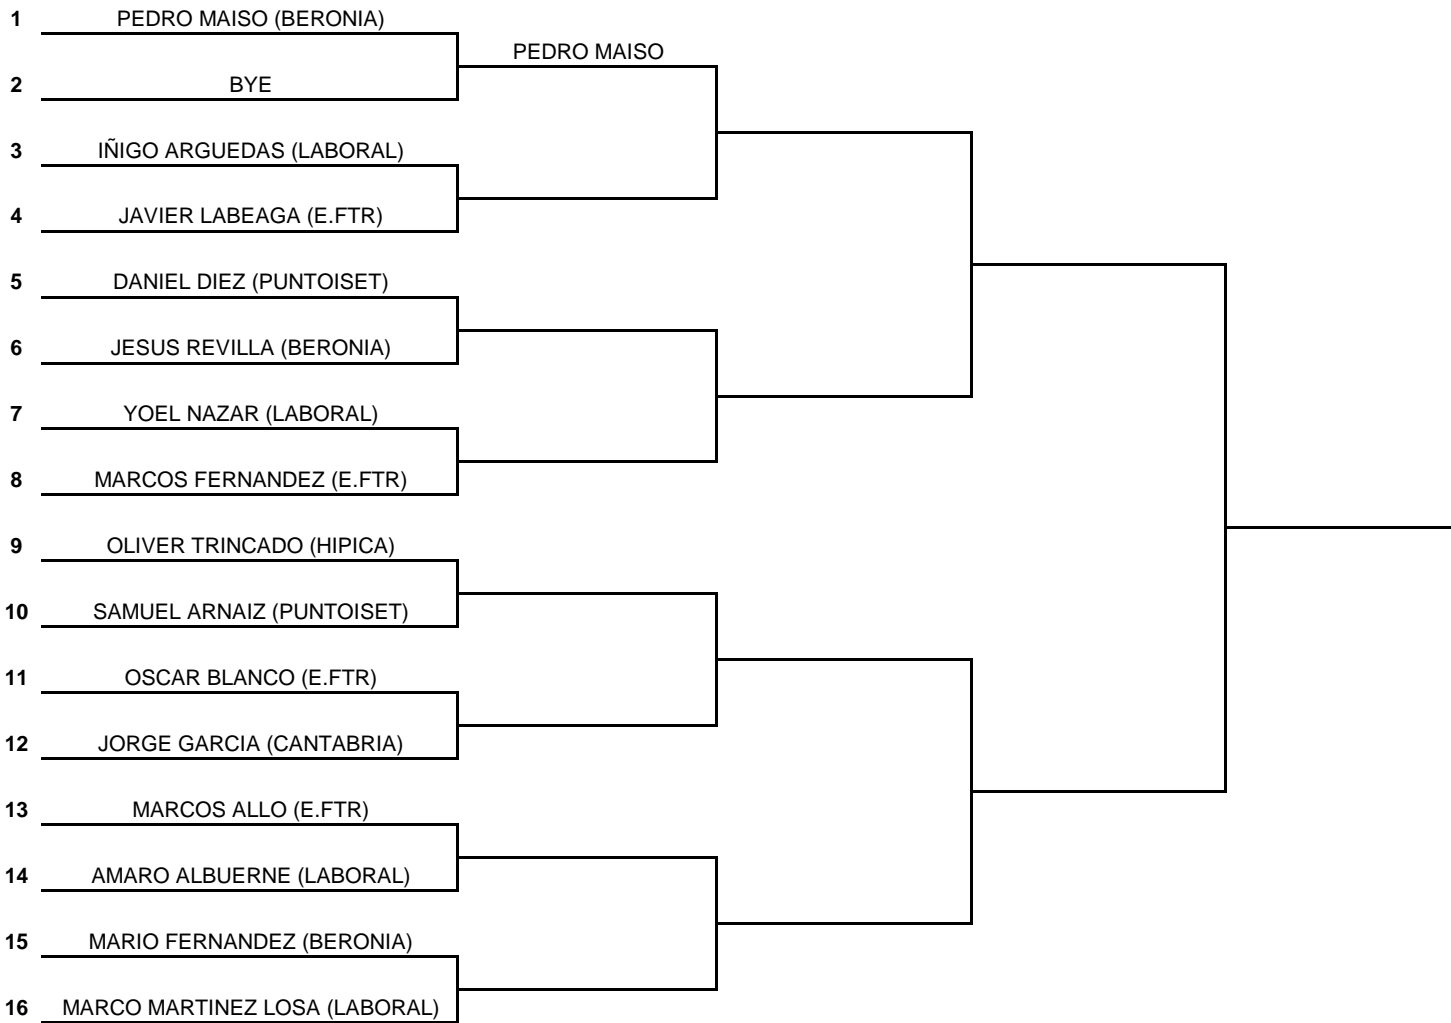 1 PEDRO MAISO (BERONIA)
PEDRO MAISO
2 BYE
3 IÑIGO ARGUEDAS (LABORAL)
4 JAVIER LABEAGA (E.FTR)
5 DANIEL DIEZ (PUNTOISET)
6 JESUS REVILLA (BERONIA)
7 YOEL NAZAR (LABORAL)
8 MARCOS FERNANDEZ (E.FTR)
9 OLIVER TRINCADO (HIPICA)
10 SAMUEL ARNAIZ (PUNTOISET)
11 OSCAR BLANCO (E.FTR)
12 JORGE GARCIA (CANTABRIA)
13 MARCOS ALLO (E.FTR)
14 AMARO ALBUERNE (LABORAL)
15 MARIO FERNANDEZ (BERONIA)
16 MARCO MARTINEZ LOSA (LABORAL)